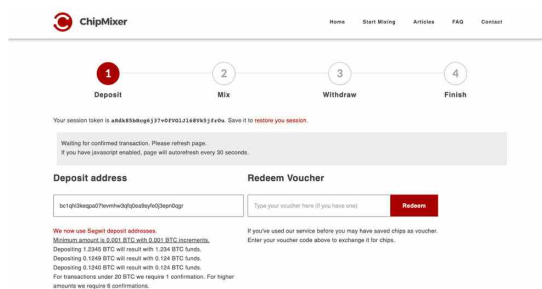 ChipMixer
Home Start Mixing Articles FAQ Contact
1 2 3 4
Deposit Mix Withdraw Finish
Your session token is Save it to restore you session.
Waiting for confirmed transaction. Please refresh page.
If you have javascript enabled, page will autorefresh every 30 seconds.
Deposit address
Redeem Voucher
Type your voucher here (if you have one)
Redeem
We now use Segwit deposit addresses.
Minimum amount is 0.001 BTC with 0.001 BTC increments.
Depositing 1.2345 BTC will result with 1.234 BTC funds.
Depositing 0.1249 BTC will result with 0.124 BTC funds.
Depositing 0.1240 BTC will result with 0.124 BTC funds.
For transactions under 20 BTC we require 1 confirmation. For higher
amounts we require 6 confirmations.
If you've used our service before you may have saved chips as voucher.
Enter your voucher code above to exchange it for chips.